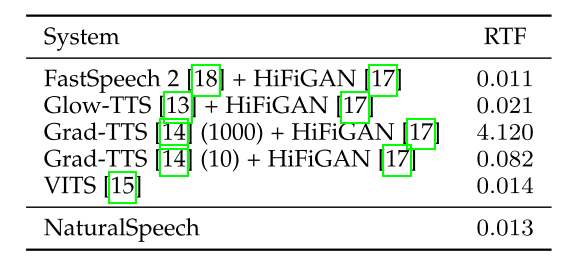 System RTF
FastSpeech 2 [18] + HiFiGAN [17] 0.011
Glow-TTS [13] + HiFiGAN [17] 0.021
Grad-TTS [14] (1000) + HiFiGAN [17] 4.120
Grad-TTS [14] (10) + HiFiGAN [17] 0.082
VITS [15] 0.014
NaturalSpeech 0.013